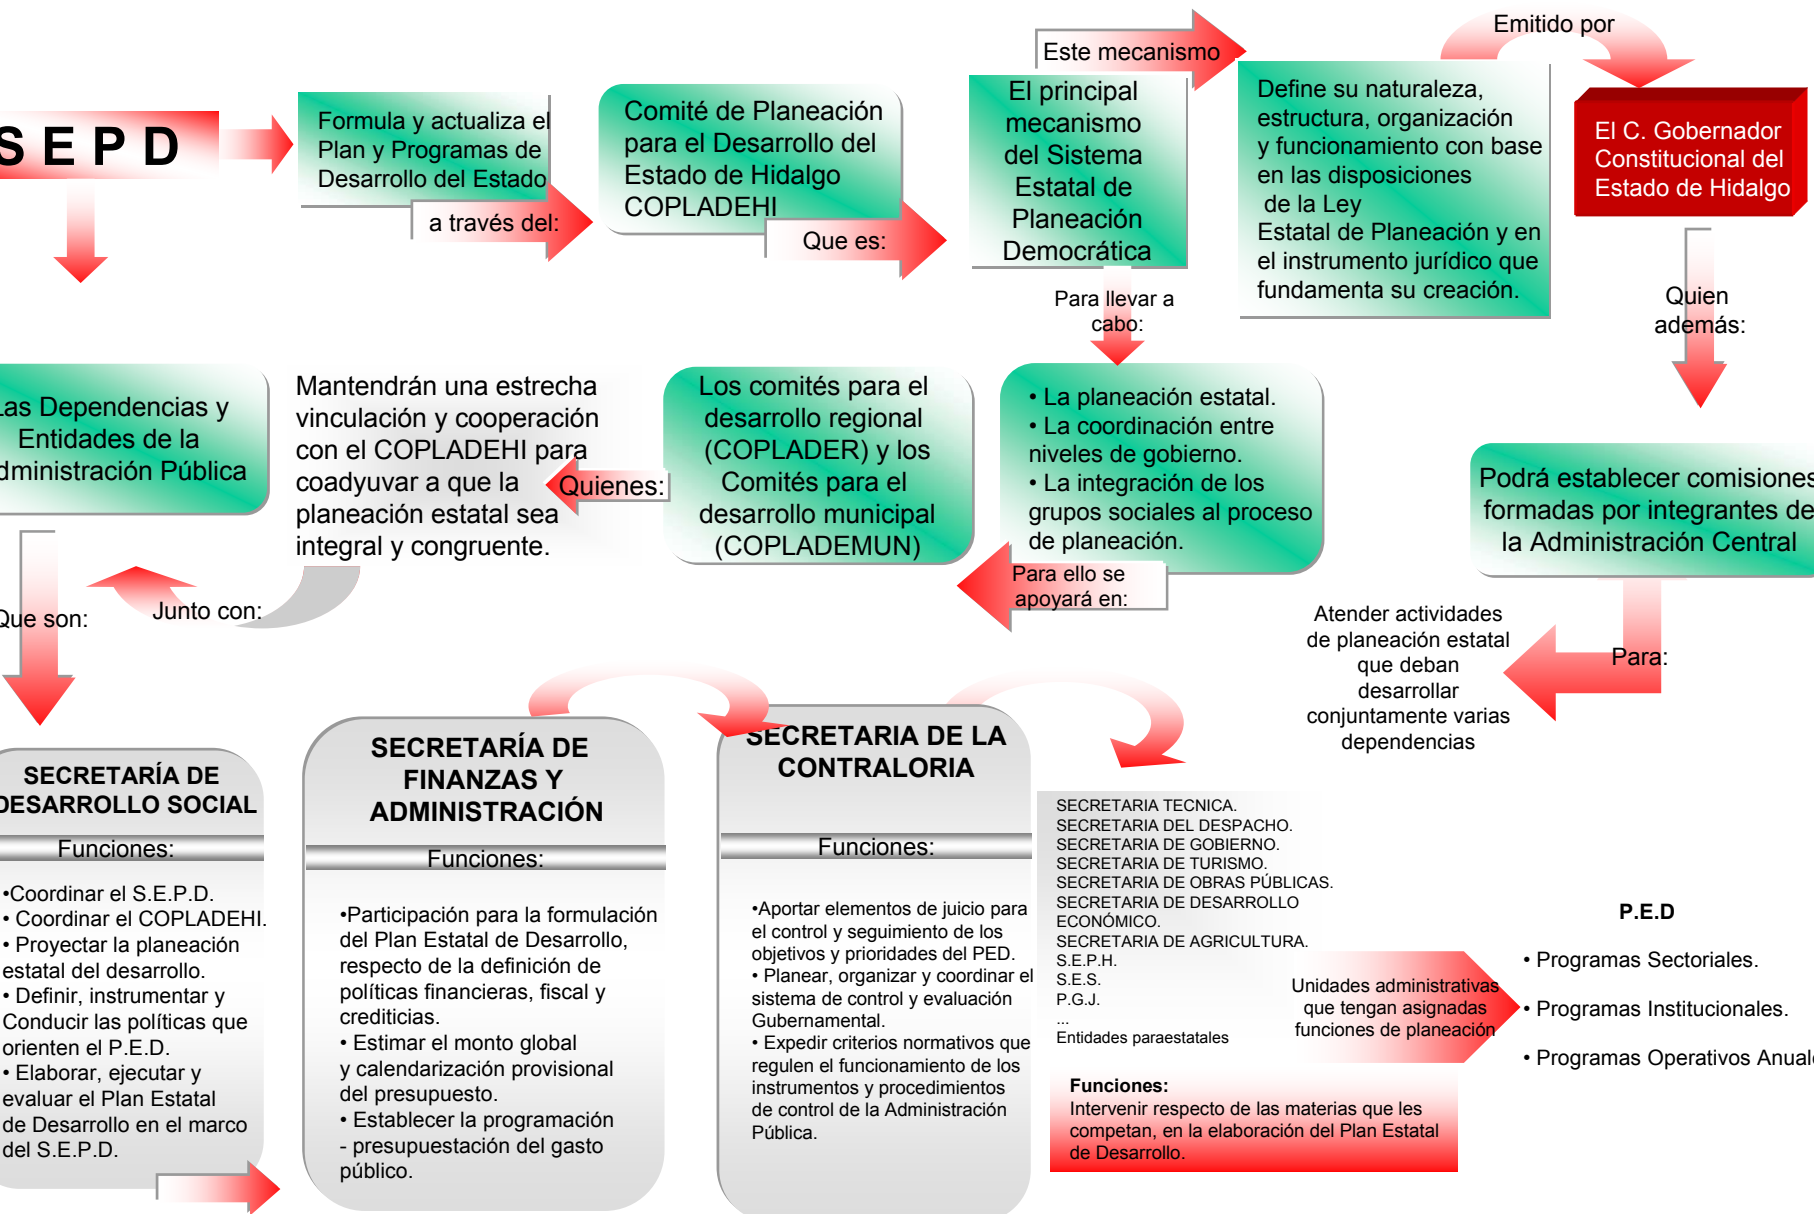 S E P D
Formula y actualiza el
Plan y Programas de
Desarrollo del Estado
a través del:
Comité de Planeación
para el Desarrollo del
Estado de Hidalgo
COPLADEHI
Que es:
El principal
mecanismo
del Sistema
Estatal de
Planeación
Democrática
Este mecanismo
Define su naturaleza,
estructura, organización
y funcionamiento con base
en las disposiciones
de la Ley
Estatal de Planeación y en
el instrumento jurídico que
fundamenta su creación.
Emitido por
El C. Gobernador
Constitucional del
Estado de Hidalgo
Quien
además:
Podrá establecer comisiones
formadas por integrantes de
la Administración Central
Para:
Atender actividades
de planeación estatal
que deban
desarrollar
conjuntamente varias
dependencias
Para llevar a
cabo:
• La planeación estatal.
• La coordinación entre
niveles de gobierno.
• La integración de los
grupos sociales al proceso
de planeación.
Para ello se
apoyará en:
Los comités para el
desarrollo regional
(COPLADER) y los
Comités para el
desarrollo municipal
(COPLADEMUN)
Quienes:
Mantendrán una estrecha
vinculación y cooperación
con el COPLADEHI para
coadyuvar a que la
planeación estatal sea
integral y congruente.
Junto con:
Las Dependencias y
Entidades de la
Administración Pública
Que son:
SECRETARÍA DE
DESARROLLO SOCIAL
Funciones:
•Coordinar el S.E.P.D.
• Coordinar el COPLADEHI.
• Proyectar la planeación
estatal del desarrollo.
• Definir, instrumentar y
Conducir las políticas que
orienten el P.E.D.
• Elaborar, ejecutar y
evaluar el Plan Estatal
de Desarrollo en el marco
del S.E.P.D.
SECRETARÍA DE
FINANZAS Y
ADMINISTRACIÓN
Funciones:
•Participación para la formulación
del Plan Estatal de Desarrollo,
respecto de la definición de
políticas financieras, fiscal y
crediticias.
• Estimar el monto global
y calendarización provisional
del presupuesto.
• Establecer la programación
- presupuestación del gasto
público.
SECRETARIA DE LA
CONTRALORIA
Funciones:
•Aportar elementos de juicio para
el control y seguimiento de los
objetivos y prioridades del PED.
• Planear, organizar y coordinar el
sistema de control y evaluación
Gubernamental.
• Expedir criterios normativos que
regulen el funcionamiento de los
instrumentos y procedimientos
de control de la Administración
Pública.
SECRETARIA TECNICA.
SECRETARIA DEL DESPACHO.
SECRETARIA DE GOBIERNO.
SECRETARIA DE TURISMO.
SECRETARIA DE OBRAS PÚBLICAS.
SECRETARIA DE DESARROLLO
ECONÓMICO.
SECRETARIA DE AGRICULTURA.
S.E.P.H.
S.E.S.
P.G.J.
...
Entidades paraestatales
Funciones:
Intervenir respecto de las materias que les
competan, en la elaboración del Plan Estatal
de Desarrollo.
Unidades administrativas
que tengan asignadas
funciones de planeación
P.E.D
• Programas Sectoriales.
• Programas Institucionales.
• Programas Operativos Anuale